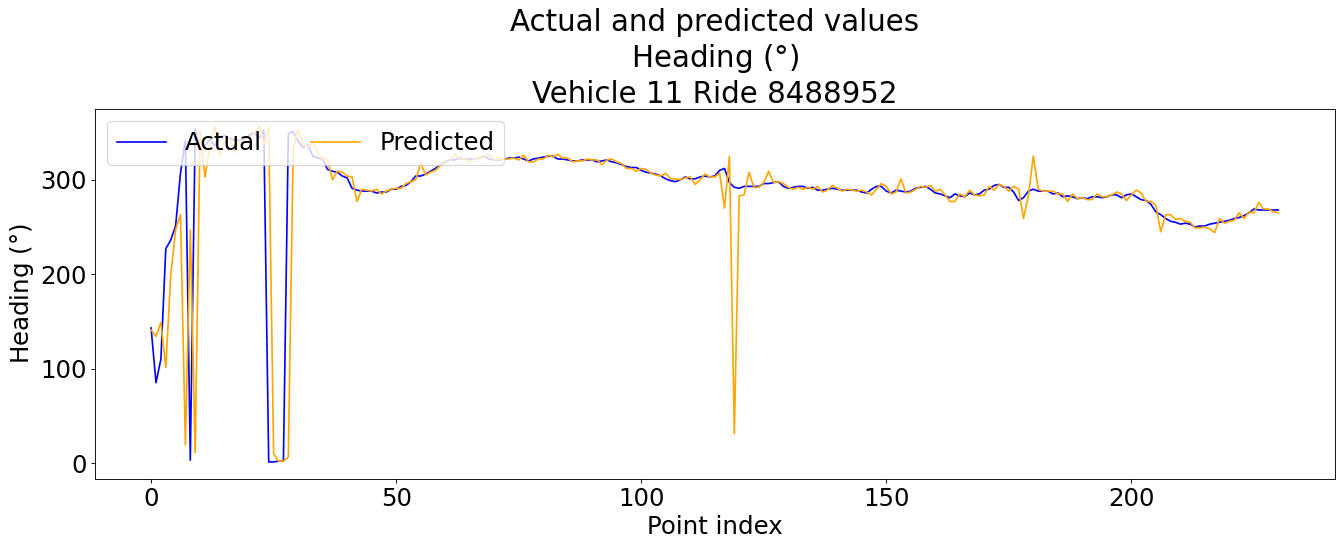 Actual and predicted values
Heading (°)
Vehicle 11 Ride 8488952
Actual
Predicted
Heading (°)
300
200
100
0
0
50
100
150
200
Point index